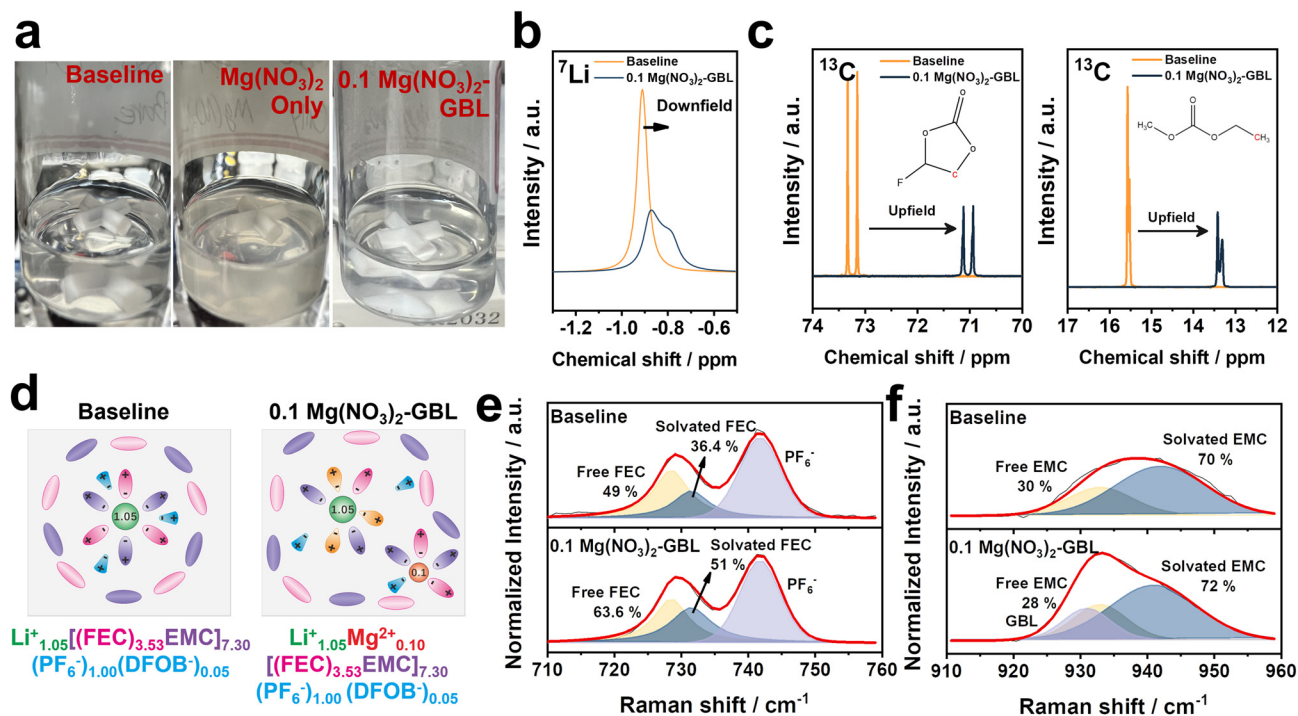 a
Baseline
Mg(NO₃)₂
Only
0.1 Mg(NO₃)₂-
GBL
2032
b
⁷Li
Baseline
0.1 Mg(NO₃)₂-GBL
Downfield
Intensity / a.u.
-1.2 -1.0 -0.8 -0.6
Chemical shift / ppm
c
¹³C
Baseline
0.1 Mg(NO₃)₂-GBL
O
O
O
F
C
Upfield
Intensity / a.u.
74 73 72 71 70
Chemical shift / ppm
¹³C
Baseline
0.1 Mg(NO₃)₂-GBL
O
H₃C
O
O
CH₃
Upfield
Intensity / a.u.
17 16 15 14 13 12
Chemical shift / ppm
d
Baseline
1.05
Li⁺₁.₀₅[(FEC)₃.₅₃EMC]₇.₃₀
(PF₆⁻)₁.₀₀(DFOB⁻)₀.₀₅
0.1 Mg(NO₃)₂-GBL
1.05
0.1
Li⁺₁.₀₅Mg²⁺₀.₁₀
[(FEC)₃.₅₃EMC]₇.₃₀
(PF₆⁻)₁.₀₀ (DFOB⁻)₀.₀₅
e
Normalized Intensity / a.u.
Baseline
Solvated FEC
36.4 %
Free FEC
49 %
PF₆⁻
0.1 Mg(NO₃)₂-GBL
Solvated FEC
51 %
Free FEC
63.6 %
PF₆⁻
710 720 730 740 750 760
Raman shift / cm⁻¹
f
Normalized Intensity / a.u.
Baseline
Solvated EMC
70 %
Free EMC
30 %
0.1 Mg(NO₃)₂-GBL
Solvated EMC
72 %
Free EMC
28 %
GBL
910 920 930 940 950 960
Raman shift / cm⁻¹